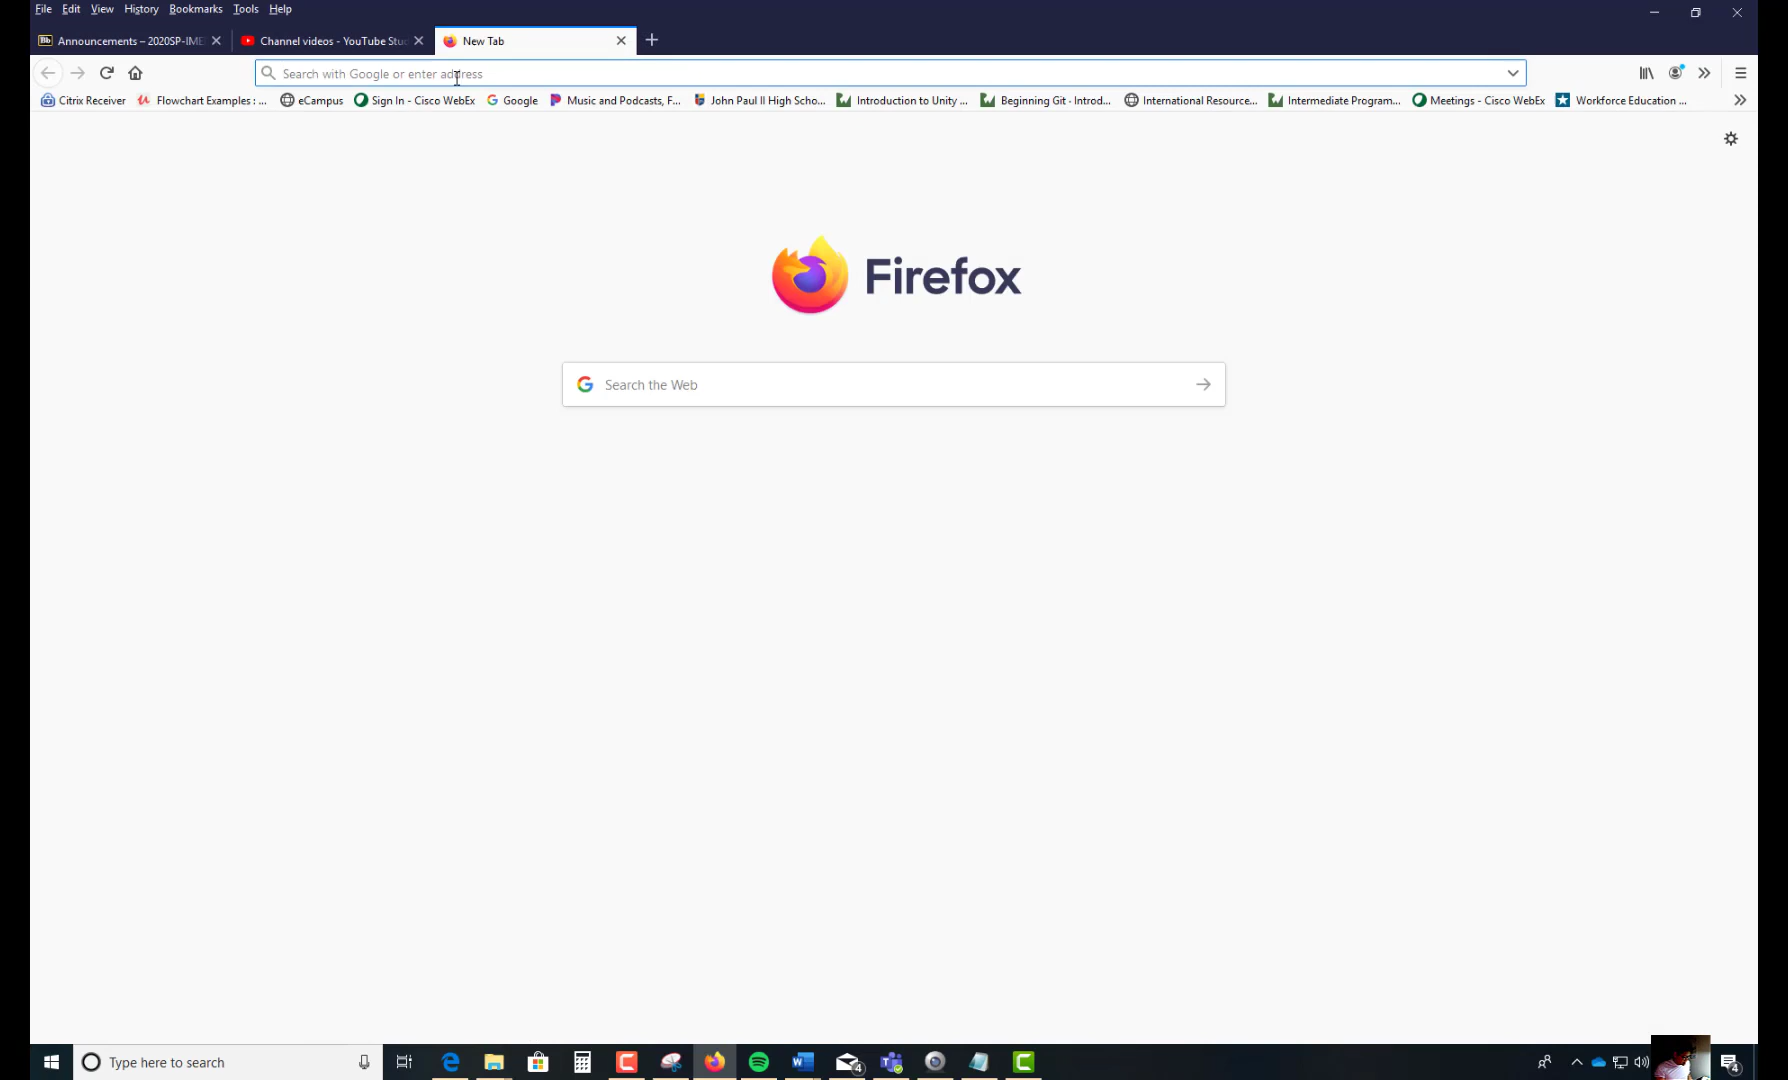 File Edit View History Bookmarks Tools Help
Announcements – 2020SP-IME
Channel videos - YouTube Stu
New Tab
Search with Google or enter address
Citrix Receiver Flowchart Examples : ... eCampus Sign In - Cisco WebEx Google Music and Podcasts, F... John Paul II High Scho... Introduction to Unity ... Beginning Git - Introd... International Resource... Intermediate Program... Meetings - Cisco WebEx Workforce Education ...
Firefox
Search the Web
Type here to search
4
4